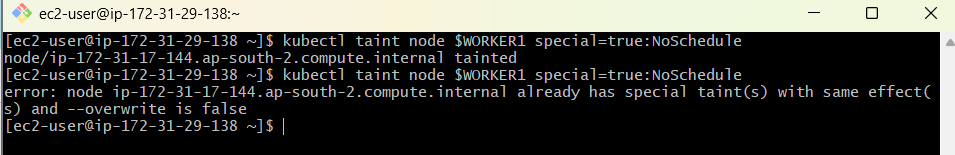 ec2-user@ip-172-31-29-138:~
[ec2-user@ip-172-31-29-138 ~]$ kubectl taint node $WORKER1 special=true:NoSchedule
node/ip-172-31-17-144.ap-south-2.compute.internal tainted
[ec2-user@ip-172-31-29-138 ~]$ kubectl taint node $WORKER1 special=true:NoSchedule
error: node ip-172-31-17-144.ap-south-2.compute.internal already has special taint(s) with same effect(
s) and --overwrite is false
[ec2-user@ip-172-31-29-138 ~]$